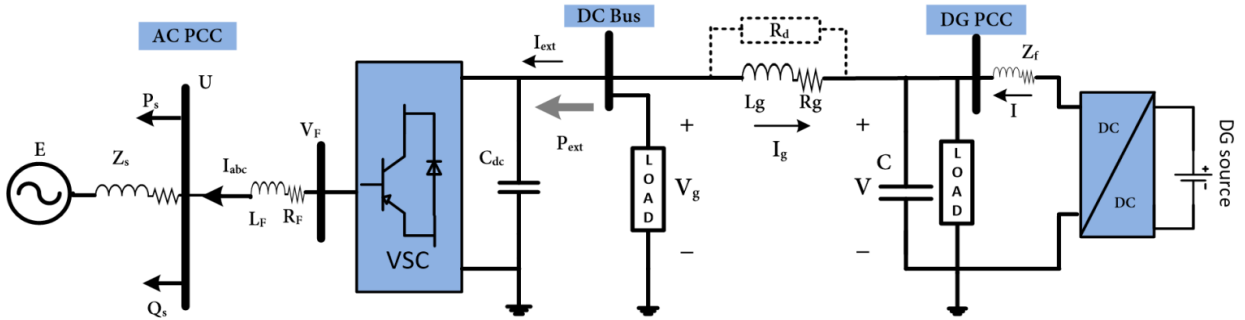 AC PCC
DC Bus
DG PCC
U
E
Zs
Ps
Qs
Iabc
LF
RF
VF
VSC
Cdc
Iext
Pext
LOAD
+
Vg
−
Rd
Lg
Rg
Ig
+
V
−
C
LOAD
Zf
I
DC
DC
+
-
DG source